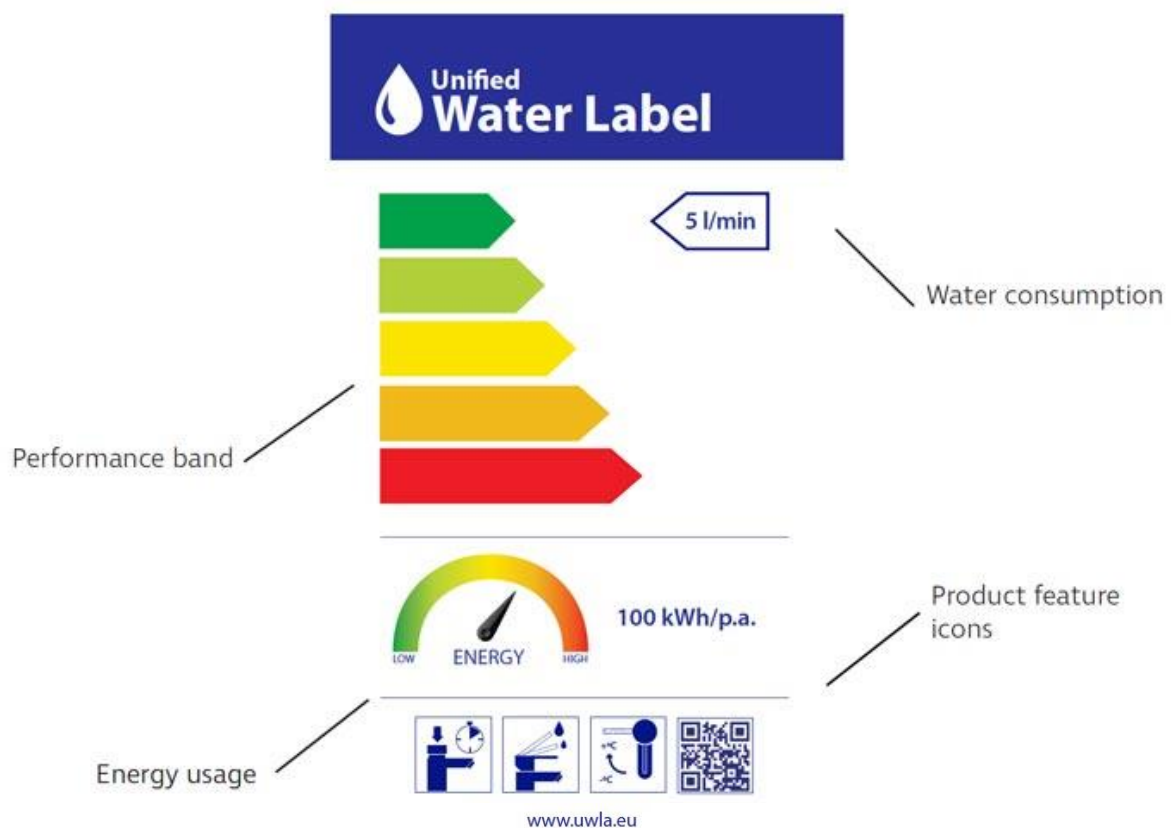 Unified
Water Label
5 l/min
Water consumption
Performance band
100 kWh/p.a.
LOW
ENERGY
HIGH
Product feature
icons
+°C
-°C
Energy usage
www.uwla.eu